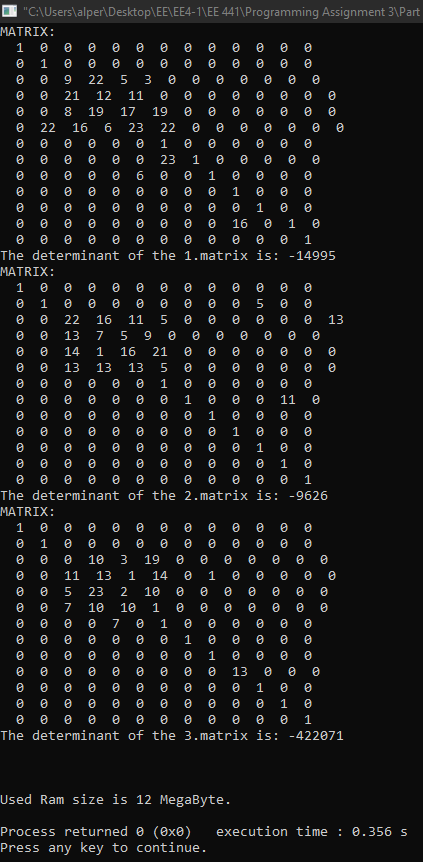 "C:\Users\alper\Desktop\EE\EE4-1\EE 441\Programming Assignment 3\Part
MATRIX:
1 0 0 0 0 0 0 0 0 0 0 0 0
0 1 0 0 0 0 0 0 0 0 0 0 0
0 0 9 22 5 3 0 0 0 0 0 0 0
0 0 21 12 11 0 0 0 0 0 0 0 0
0 0 8 19 17 19 0 0 0 0 0 0 0
0 22 16 6 23 22 0 0 0 0 0 0 0
0 0 0 0 0 0 1 0 0 0 0 0 0
0 0 0 0 0 0 23 1 0 0 0 0 0
0 0 0 0 0 6 0 0 1 0 0 0 0
0 0 0 0 0 0 0 0 0 1 0 0 0
0 0 0 0 0 0 0 0 0 0 1 0 0
0 0 0 0 0 0 0 0 0 16 0 1 0
0 0 0 0 0 0 0 0 0 0 0 0 1
The determinant of the 1.matrix is: -14995
MATRIX:
1 0 0 0 0 0 0 0 0 0 0 0 0
0 1 0 0 0 0 0 0 0 0 5 0 0
0 0 22 16 11 5 0 0 0 0 0 0 13
0 0 13 7 5 9 0 0 0 0 0 0 0
0 0 14 1 16 21 0 0 0 0 0 0 0
0 0 13 13 13 5 0 0 0 0 0 0 0
0 0 0 0 0 0 1 0 0 0 0 0 0
0 0 0 0 0 0 0 1 0 0 0 11 0
0 0 0 0 0 0 0 0 1 0 0 0 0
0 0 0 0 0 0 0 0 0 1 0 0 0
0 0 0 0 0 0 0 0 0 0 1 0 0
0 0 0 0 0 0 0 0 0 0 0 1 0
0 0 0 0 0 0 0 0 0 0 0 0 1
The determinant of the 2.matrix is: -9626
MATRIX:
1 0 0 0 0 0 0 0 0 0 0 0 0
0 1 0 0 0 0 0 0 0 0 0 0 0
0 0 0 10 3 19 0 0 0 0 0 0 0
0 0 11 13 1 14 0 1 0 0 0 0 0
0 0 5 23 2 10 0 0 0 0 0 0 0
0 0 7 10 10 1 0 0 0 0 0 0 0
0 0 0 0 7 0 1 0 0 0 0 0 0
0 0 0 0 0 0 0 1 0 0 0 0 0
0 0 0 0 0 0 0 0 1 0 0 0 0
0 0 0 0 0 0 0 0 0 13 0 0 0
0 0 0 0 0 0 0 0 0 0 1 0 0
0 0 0 0 0 0 0 0 0 0 0 1 0
0 0 0 0 0 0 0 0 0 0 0 0 1
The determinant of the 3.matrix is: -422071
Used Ram size is 12 MegaByte.
Process returned 0 (0x0)   execution time : 0.356 s
Press any key to continue.